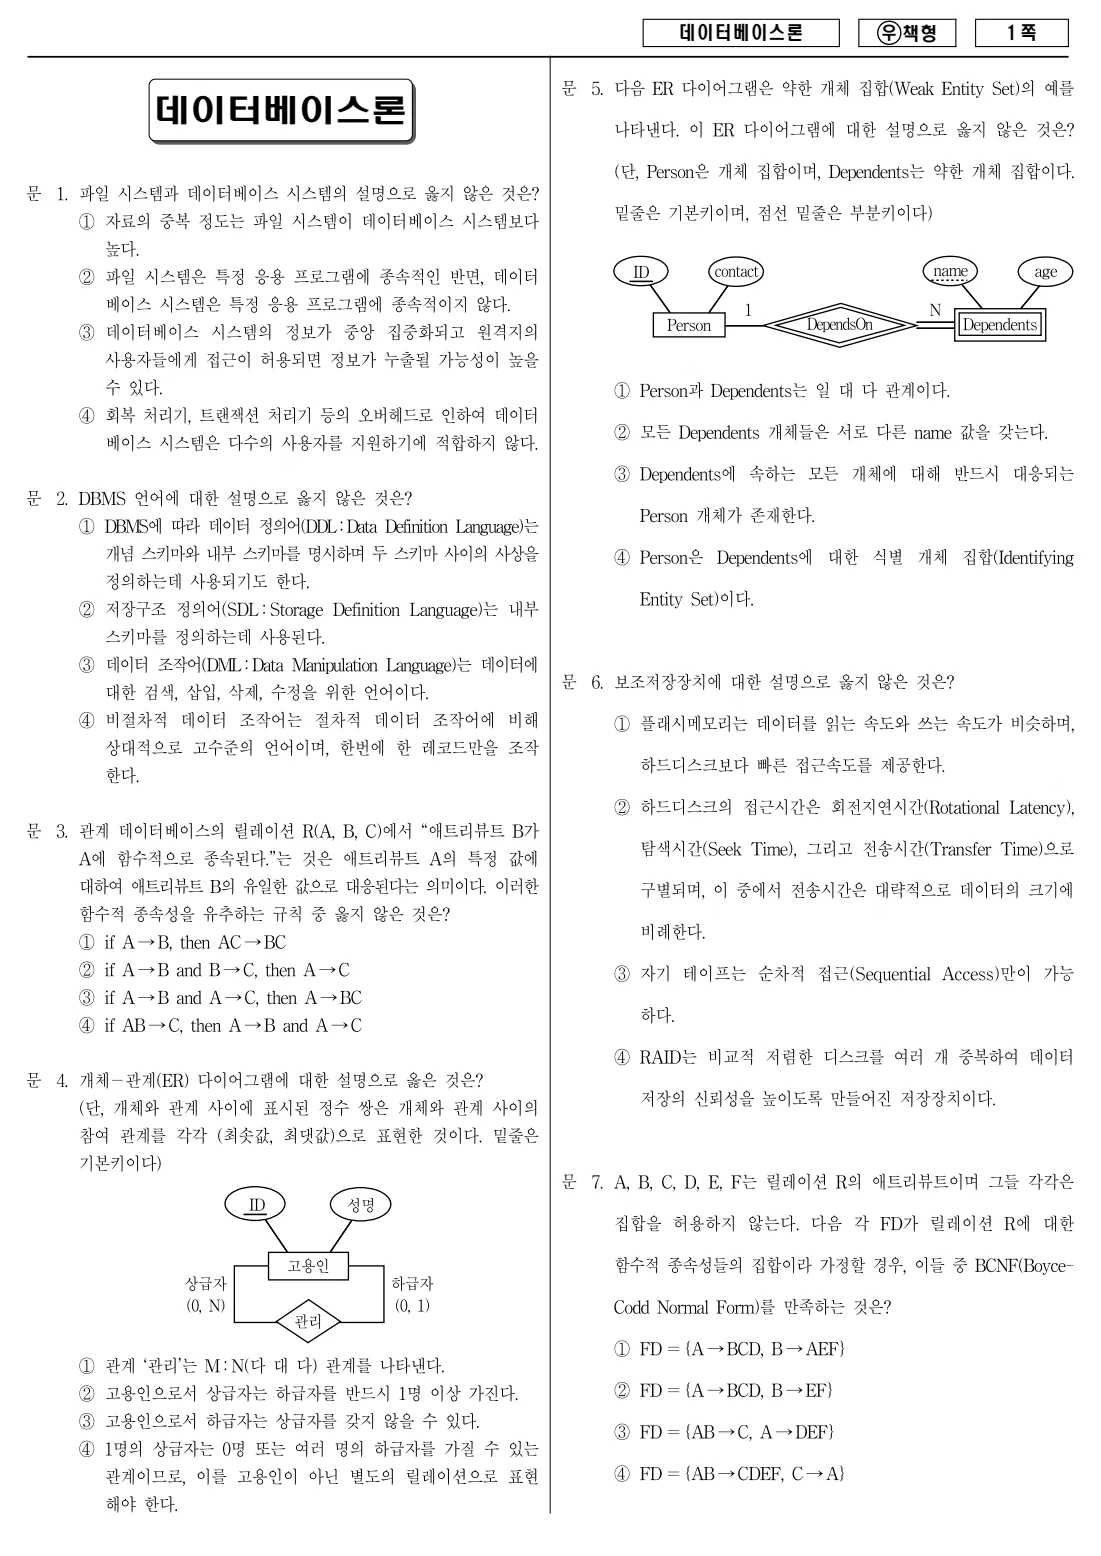 데이터베이스론
우책형
1쪽
데이터베이스론
문 1. 파일 시스템과 데이터베이스 시스템의 설명으로 옳지 않은 것은?
① 자료의 중복 정도는 파일 시스템이 데이터베이스 시스템보다
높다.
② 파일 시스템은 특정 응용 프로그램에 종속적인 반면, 데이터
베이스 시스템은 특정 응용 프로그램에 종속적이지 않다.
③ 데이터베이스 시스템의 정보가 중앙 집중화되고 원격지의
사용자들에게 접근이 허용되면 정보가 누출될 가능성이 높을
수 있다.
④ 회복 처리기, 트랜잭션 처리기 등의 오버헤드로 인하여 데이터
베이스 시스템은 다수의 사용자를 지원하기에 적합하지 않다.
문 2. DBMS 언어에 대한 설명으로 옳지 않은 것은?
① DBMS에 따라 데이터 정의어(DDL:Data Definition Language)는
개념 스키마와 내부 스키마를 명시하며 두 스키마 사이의 사상을
정의하는데 사용되기도 한다.
② 저장구조 정의어(SDL:Storage Definition Language)는 내부
스키마를 정의하는데 사용된다.
③ 데이터 조작어(DML:Data Manipulation Language)는 데이터에
대한 검색, 삽입, 삭제, 수정을 위한 언어이다.
④ 비절차적 데이터 조작어는 절차적 데이터 조작어에 비해
상대적으로 고수준의 언어이며, 한번에 한 레코드만을 조작
한다.
문 3. 관계 데이터베이스의 릴레이션 R(A, B, C)에서 “애트리뷰트 B가
A에 함수적으로 종속된다.”는 것은 애트리뷰트 A의 특정 값에
대하여 애트리뷰트 B의 유일한 값으로 대응된다는 의미이다. 이러한
함수적 종속성을 유추하는 규칙 중 옳지 않은 것은?
① if A→B, then AC→BC
② if A→B and B→C, then A→C
③ if A→B and A→C, then A→BC
④ if AB→C, then A→B and A→C
문 4. 개체-관계(ER) 다이어그램에 대한 설명으로 옳은 것은?
(단, 개체와 관계 사이에 표시된 정수 쌍은 개체와 관계 사이의
참여 관계를 각각 (최솟값, 최댓값)으로 표현한 것이다. 밑줄은
기본키이다)
ID
성명
고용인
상급자
(0, N)
하급자
(0, 1)
관리
① 관계 ‘관리’는 M:N(다 대 다) 관계를 나타낸다.
② 고용인으로서 상급자는 하급자를 반드시 1명 이상 가진다.
③ 고용인으로서 하급자는 상급자를 갖지 않을 수 있다.
④ 1명의 상급자는 0명 또는 여러 명의 하급자를 가질 수 있는
관계이므로, 이를 고용인이 아닌 별도의 릴레이션으로 표현
해야 한다.
문 5. 다음 ER 다이어그램은 약한 개체 집합(Weak Entity Set)의 예를
나타낸다. 이 ER 다이어그램에 대한 설명으로 옳지 않은 것은?
(단, Person은 개체 집합이며, Dependents는 약한 개체 집합이다.
밑줄은 기본키이며, 점선 밑줄은 부분키이다)
ID
contact
name
age
Person
1
DependsOn
N
Dependents
① Person과 Dependents는 일 대 다 관계이다.
② 모든 Dependents 개체들은 서로 다른 name 값을 갖는다.
③ Dependents에 속하는 모든 개체에 대해 반드시 대응되는
Person 개체가 존재한다.
④ Person은 Dependents에 대한 식별 개체 집합(Identifying
Entity Set)이다.
문 6. 보조저장장치에 대한 설명으로 옳지 않은 것은?
① 플래시메모리는 데이터를 읽는 속도와 쓰는 속도가 비슷하며,
하드디스크보다 빠른 접근속도를 제공한다.
② 하드디스크의 접근시간은 회전지연시간(Rotational Latency),
탐색시간(Seek Time), 그리고 전송시간(Transfer Time)으로
구별되며, 이 중에서 전송시간은 대략적으로 데이터의 크기에
비례한다.
③ 자기 테이프는 순차적 접근(Sequential Access)만이 가능
하다.
④ RAID는 비교적 저렴한 디스크를 여러 개 중복하여 데이터
저장의 신뢰성을 높이도록 만들어진 저장장치이다.
문 7. A, B, C, D, E, F는 릴레이션 R의 애트리뷰트이며 그들 각각은
집합을 허용하지 않는다. 다음 각 FD가 릴레이션 R에 대한
함수적 종속성들의 집합이라 가정할 경우, 이들 중 BCNF(Boyce-
Codd Normal Form)를 만족하는 것은?
① FD = {A→BCD, B→AEF}
② FD = {A→BCD, B→EF}
③ FD = {AB→C, A→DEF}
④ FD = {AB→CDEF, C→A}